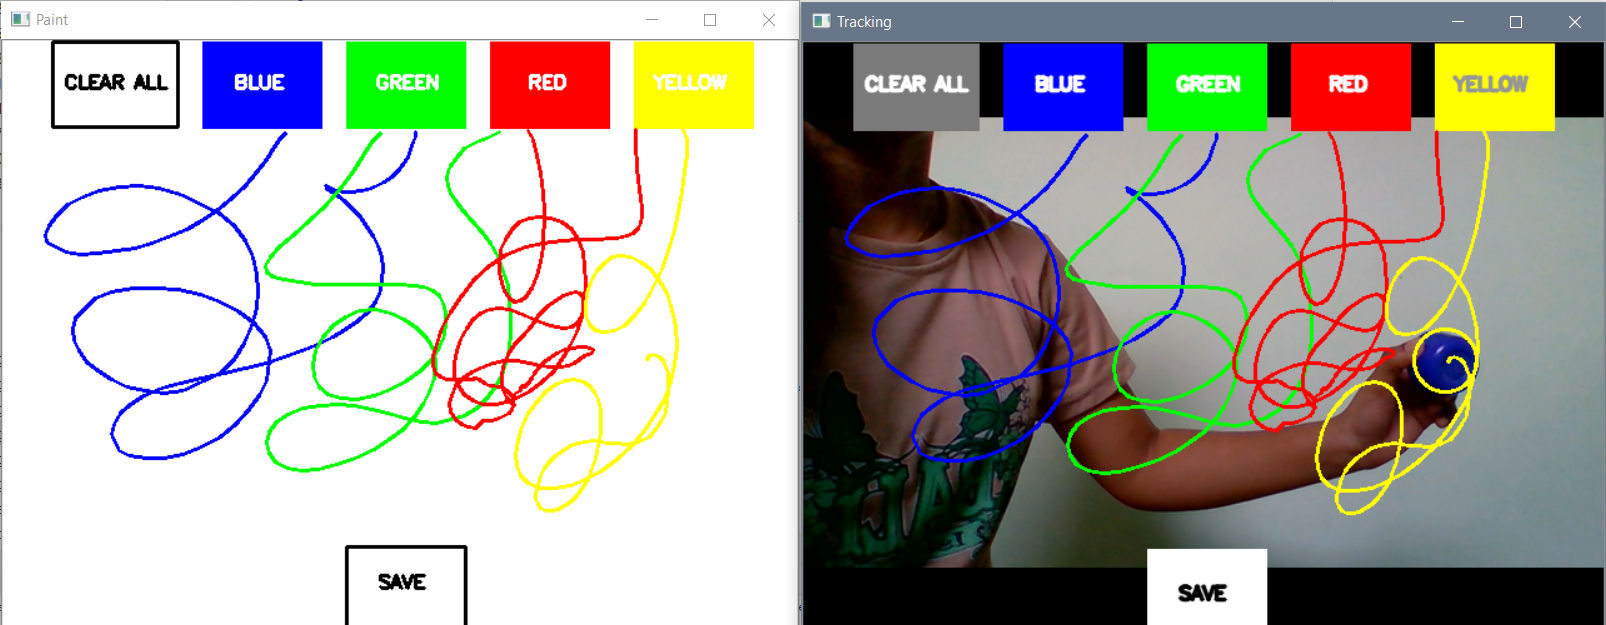 Paint
CLEAR ALL
BLUE
GREEN
RED
YELLOW
SAVE
Tracking
CLEAR ALL
BLUE
GREEN
RED
YELLOW
SAVE